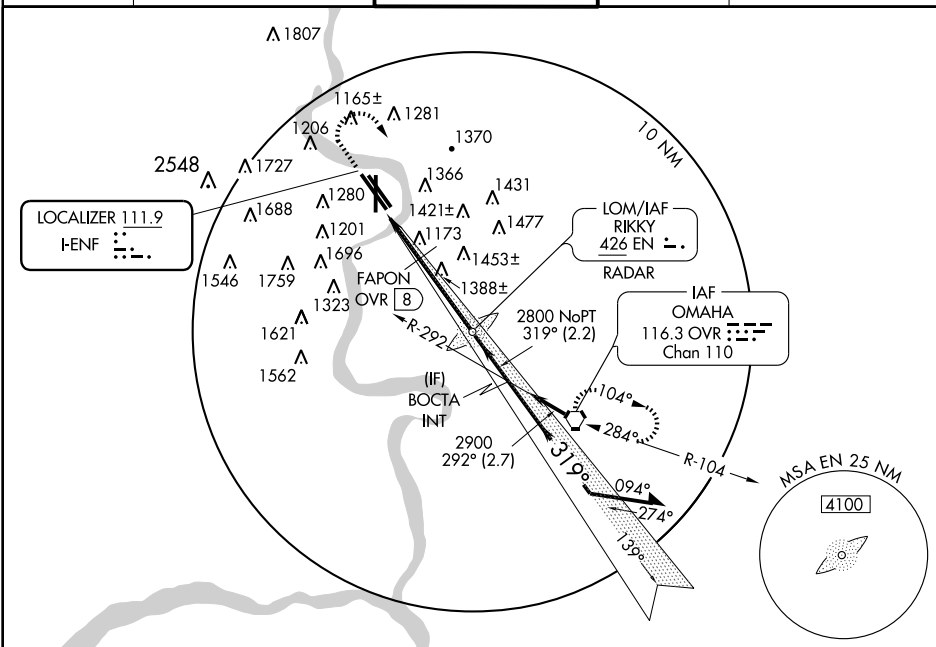 1807
1165±
1281
1206
1370
10 NM
2548
1727
1366
1431
1280
1688
1421±
1477
LOCALIZER 111.9
I-ENF
1201
1173
LOM/IAF
RIKKY
426 EN
RADAR
1546
1759
1696
1453±
1388±
1323
FAPON
OVR 8
1621
R-292
2800 NoPT
319° (2.2)
IAF
OMAHA
116.3 OVR
Chan 110
1562
(IF)
BOCTA
INT
104°
284°
R-104
2900
292° (2.7)
319°
094°
274°
139°
MSA EN 25 NM
4100